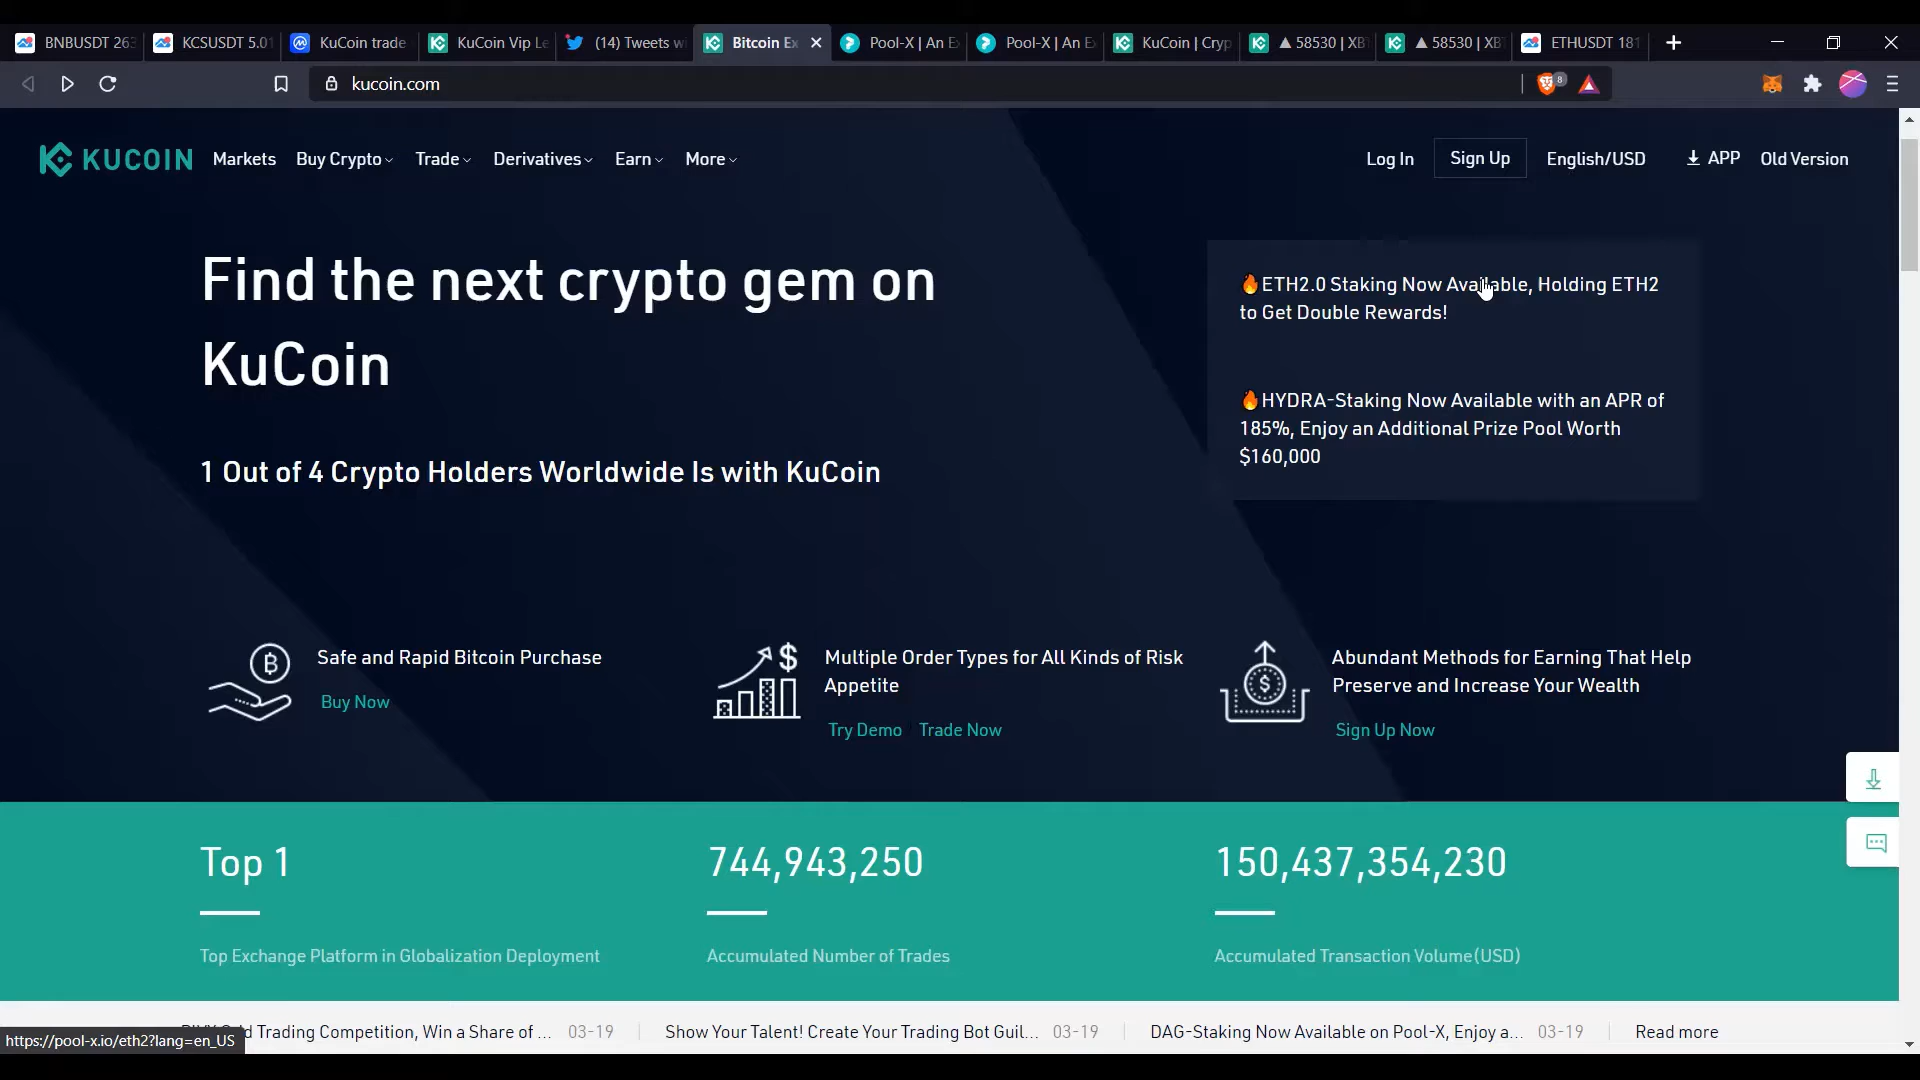 BNBUSDT 263
KCSUSDT 5.01
KuCoin trade
KuCoin Vip Le
(14) Tweets w
Bitcoin Ex
Pool-X | An E
Pool-X | An E
KuCoin | Cryp
▲ 58530 | XB
▲ 58530 | XB
ETHUSDT 181
kucoin.com
8
KUCOIN Markets Buy Crypto Trade Derivatives Earn More Log In Sign Up English/USD APP Old Version
Find the next crypto gem on
KuCoin
1 Out of 4 Crypto Holders Worldwide Is with KuCoin
🔥ETH2.0 Staking Now Available, Holding ETH2
to Get Double Rewards!
🔥HYDRA-Staking Now Available with an APR of
185%, Enjoy an Additional Prize Pool Worth
$160,000
Safe and Rapid Bitcoin Purchase
Buy Now
Multiple Order Types for All Kinds of Risk
Appetite
Try Demo Trade Now
Abundant Methods for Earning That Help
Preserve and Increase Your Wealth
Sign Up Now
Top 1
Top Exchange Platform in Globalization Deployment
744,943,250
Accumulated Number of Trades
150,437,354,230
Accumulated Transaction Volume(USD)
Trading Competition, Win a Share of ... 03-19
Show Your Talent! Create Your Trading Bot Guil... 03-19
DAG-Staking Now Available on Pool-X, Enjoy a... 03-19
Read more
https://pool-x.io/eth2?lang=en_US